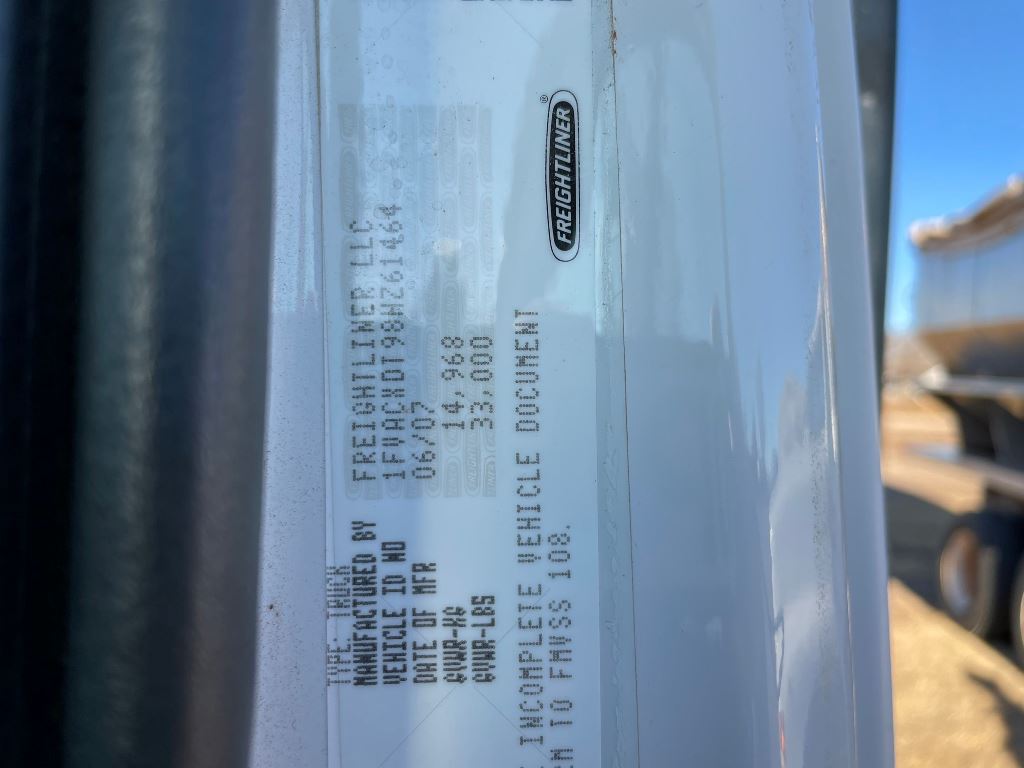 FREIGHTLINER®
TYPE: TRUCK
MANUFACTURED BY FREIGHTLINER LLC
VEHICLE ID NO 1FVACXDT98HZ61464
DATE OF MFR 06/07
GVWR-KG 14,968
GVWR-LBS 33,000
INCOMPLETE VEHICLE DOCUMENT
TO FMVSS 108.